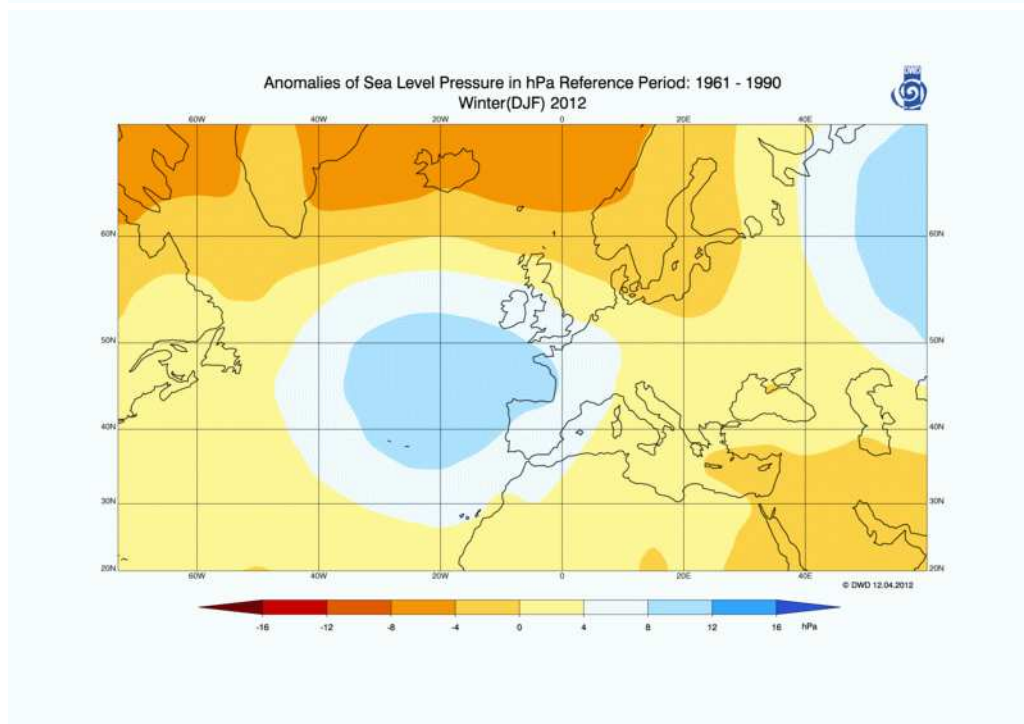 Anomalies of Sea Level Pressure in hPa Reference Period: 1961 - 1990
Winter(DJF) 2012
DWD
60W 40W 20W 0 20E 40E
60N 60N
50N 50N
40N 40N
30N 30N
20N 20N
60W 40W 20W 0 20E 40E
© DWD 12.04.2012
-16 -12 -8 -4 0 4 8 12 16 hPa